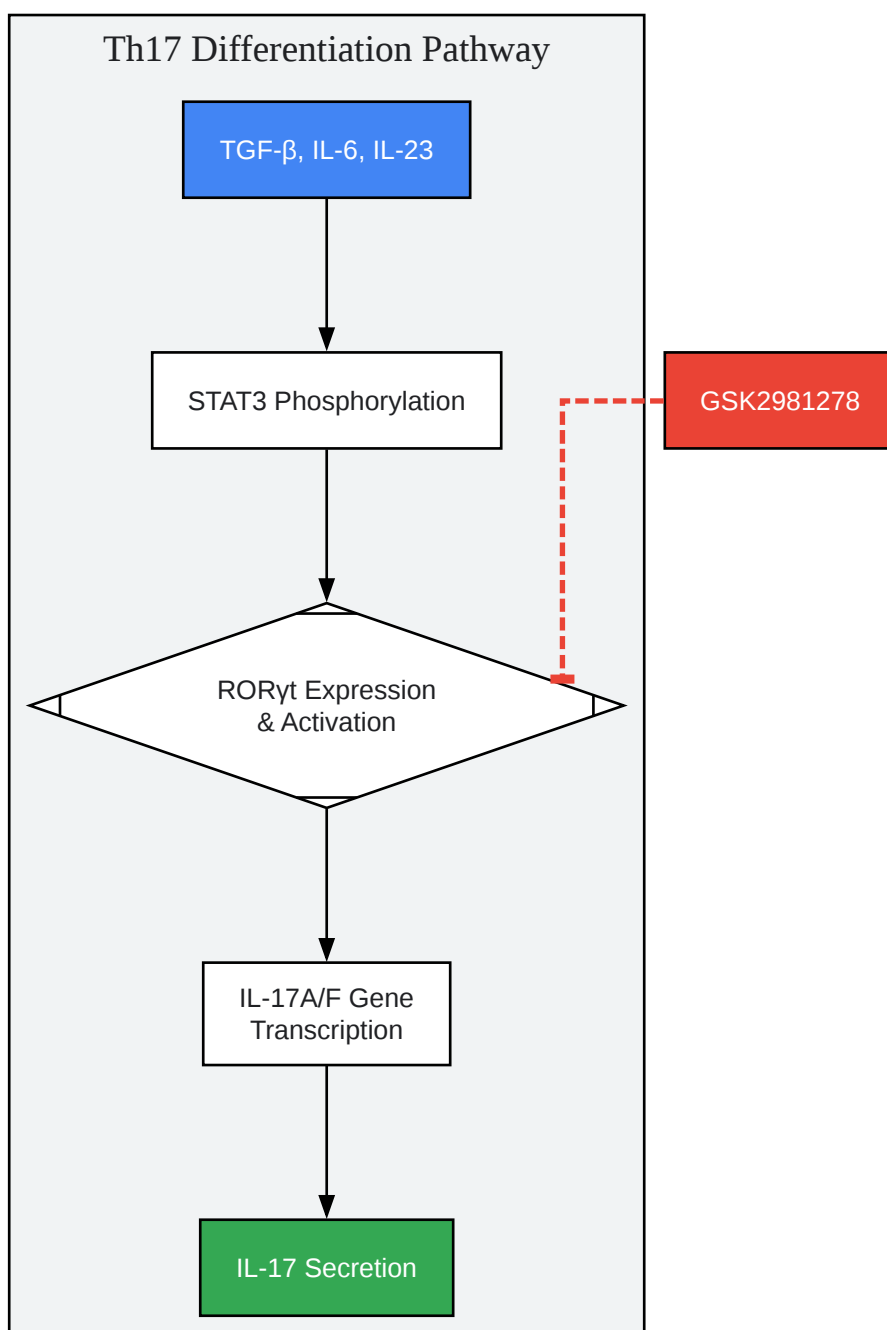 Th17 Differentiation Pathway
TGF-β, IL-6, IL-23
STAT3 Phosphorylation
GSK2981278
RORγt Expression
& Activation
IL-17A/F Gene
Transcription
IL-17 Secretion